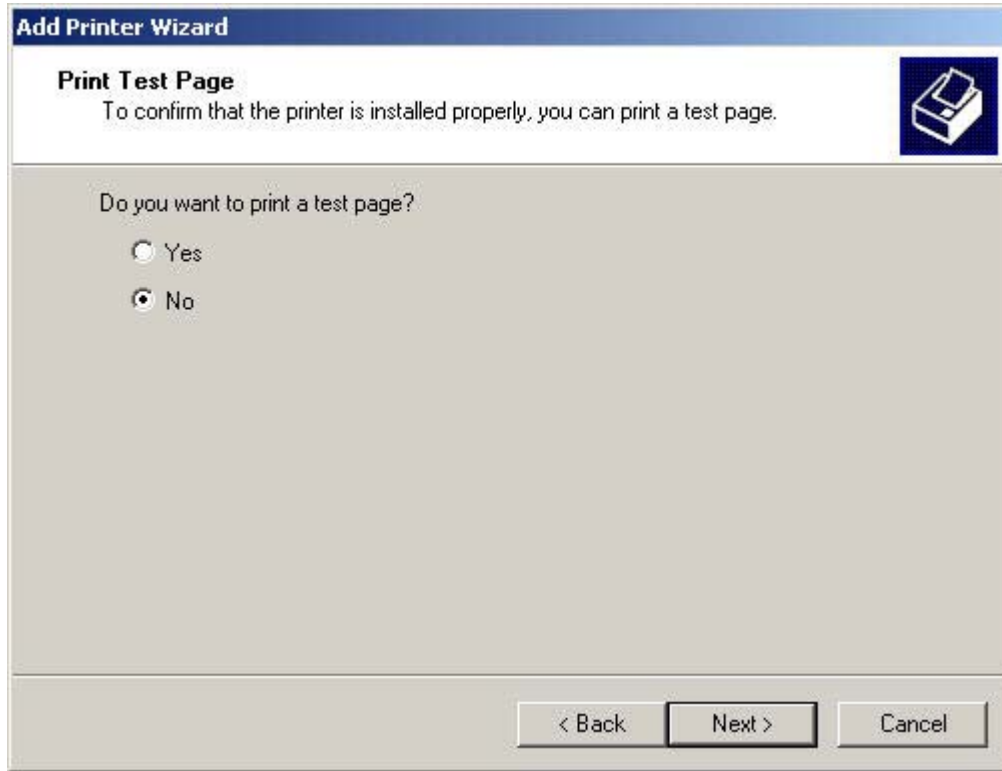 Add Printer Wizard
Print Test Page
To confirm that the printer is installed properly, you can print a test page.
Do you want to print a test page?
Yes
No
< Back
Next >
Cancel